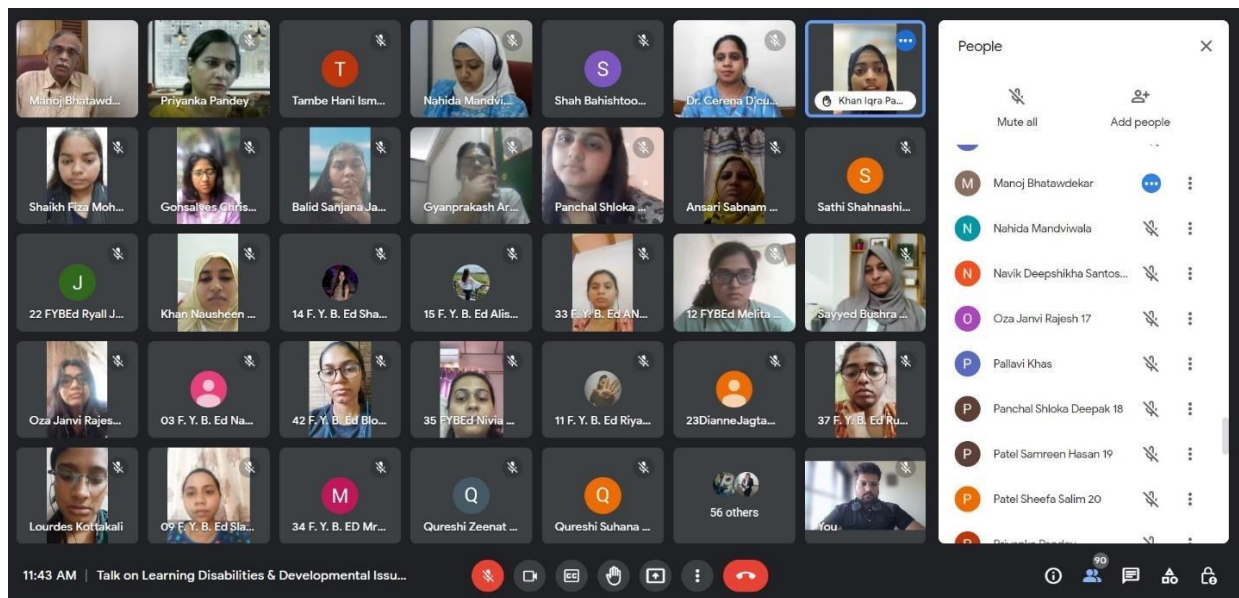 Manoj Bhatawd...
Priyanka Pandey
T
Tambe Hani Ism...
Nahida Mandvi...
S
Shah Bahishtoo...
Dr. Cerena D'cu...
Khan Iqra Pa...
Shaikh Fiza Moh...
Gonsalves Chris...
Balid Sanjana Ja...
Gyanprakash Ar...
Panchal Shloka ...
Ansari Sabnam ...
S
Sathi Shahnashi...
J
22 FYBEd Ryall J...
Khan Nausheen ...
14 F. Y. B. Ed Sha...
15 F. Y. B. Ed Alis...
33 F. Y. B. Ed AN...
12 FYBEd Melita ...
Sayyed Bushra ...
Oza Janvi Rajes...
03 F. Y. B. Ed Na...
42 F. Y. B. Ed Blo...
35 FYBEd Nivia ...
11 F. Y. B. Ed Riya...
23DianneJagta...
37 F. Y. B. Ed Ru...
Lourdes Kottakali
09 F. Y. B. Ed Sla...
M
34 F. Y. B. ED Mr...
Q
Qureshi Zeenat ...
Q
Qureshi Suhana ...
56 others
You
People
Mute all
Add people
M Manoj Bhatawdekar
N Nahida Mandviwala
N Navik Deepshikha Santos...
O Oza Janvi Rajesh 17
P Pallavi Khas
P Panchal Shloka Deepak 18
P Patel Samreen Hasan 19
P Patel Sheefa Salim 20
P Priyanka Pandey
11:43 AM | Talk on Learning Disabilities & Developmental Issu...
CC
90